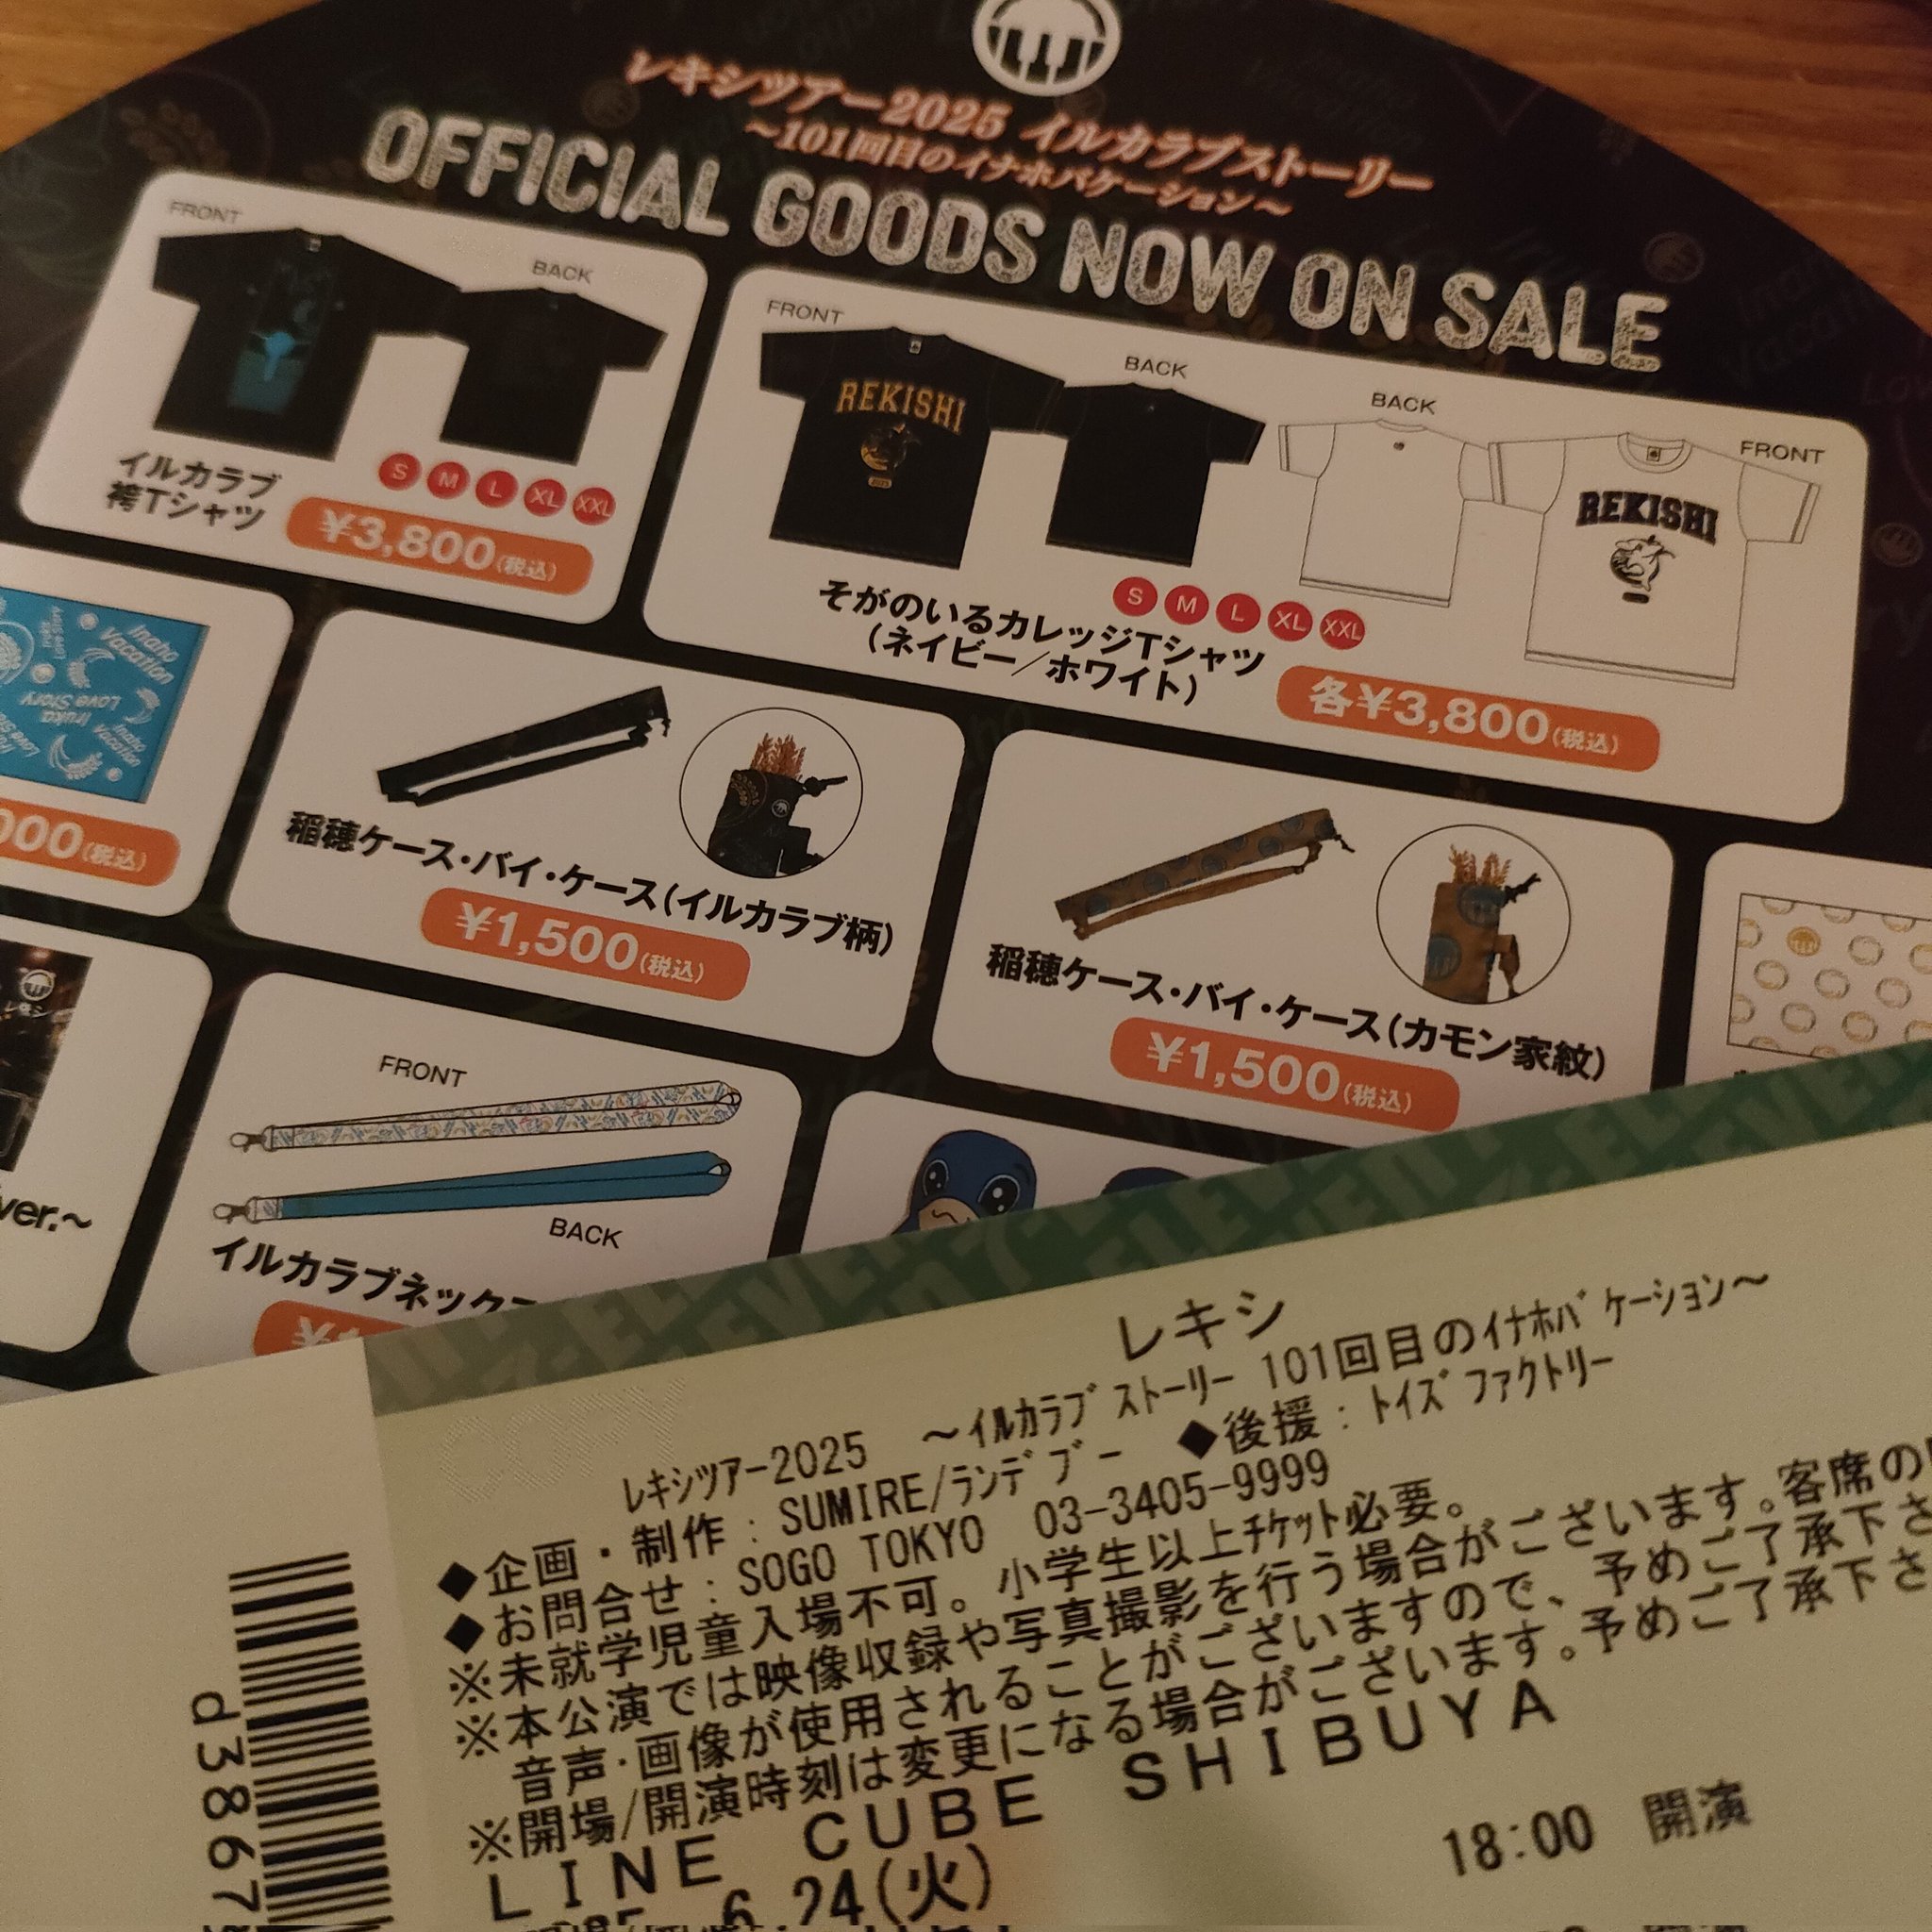 レキシツアー2025 イルカラブストーリー
～101回目のイナホバケーション～
OFFICIAL GOODS NOW ON SALE
FRONT
BACK
イルカラブ
袴Tシャツ
S M L XL XXL
¥3,800(税込)
FRONT
REKISHI
2025
BACK
BACK
FRONT
REKISHI
そがのいるカレッジTシャツ
(ネイビー／ホワイト)
S M L XL XXL
各¥3,800(税込)
Inaho
Vacation
Love Story
Iruka
Inaho
Vacation
000(税込)
稲穂ケース・バイ・ケース(イルカラブ柄)
¥1,500(税込)
稲穂ケース・バイ・ケース(カモン家紋)
¥1,500(税込)
レキシ
ver.～
FRONT
BACK
イルカラブネック
レキシ
ﾚｷｼﾂｱｰ2025 ～ｲﾙｶﾗﾌﾞｽﾄｰﾘｰ 101回目のｲﾅﾎﾊﾞｹｰｼｮﾝ～
◆企画・制作：SUMIRE/ﾗﾝﾃﾞﾌﾞｰ ◆後援：ﾄｲｽﾞﾌｧｸﾄﾘｰ
◆お問合せ：SOGO TOKYO 03-3405-9999
※未就学児童入場不可。小学生以上ﾁｹｯﾄ必要。
※本公演では映像収録や写真撮影を行う場合がございます。客席の
音声・画像が使用されることがございますので、予めご了承下さ
※開場/開演時刻は変更になる場合がございます。予めご了承下さ
LINE CUBE SHIBUYA
6.24(火)
18:00 開演
d3867